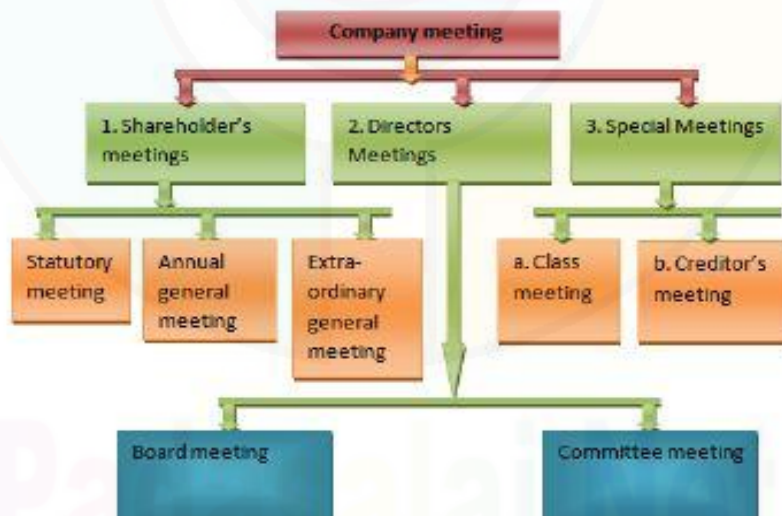 Company meeting
1. Shareholder's
meetings
2. Directors
Meetings
3. Special Meetings
Statutory
meeting
Annual
general
meeting
Extra-
ordinary
general
meeting
a. Class
meeting
b. Creditor's
meeting
Board meeting
Committee meeting